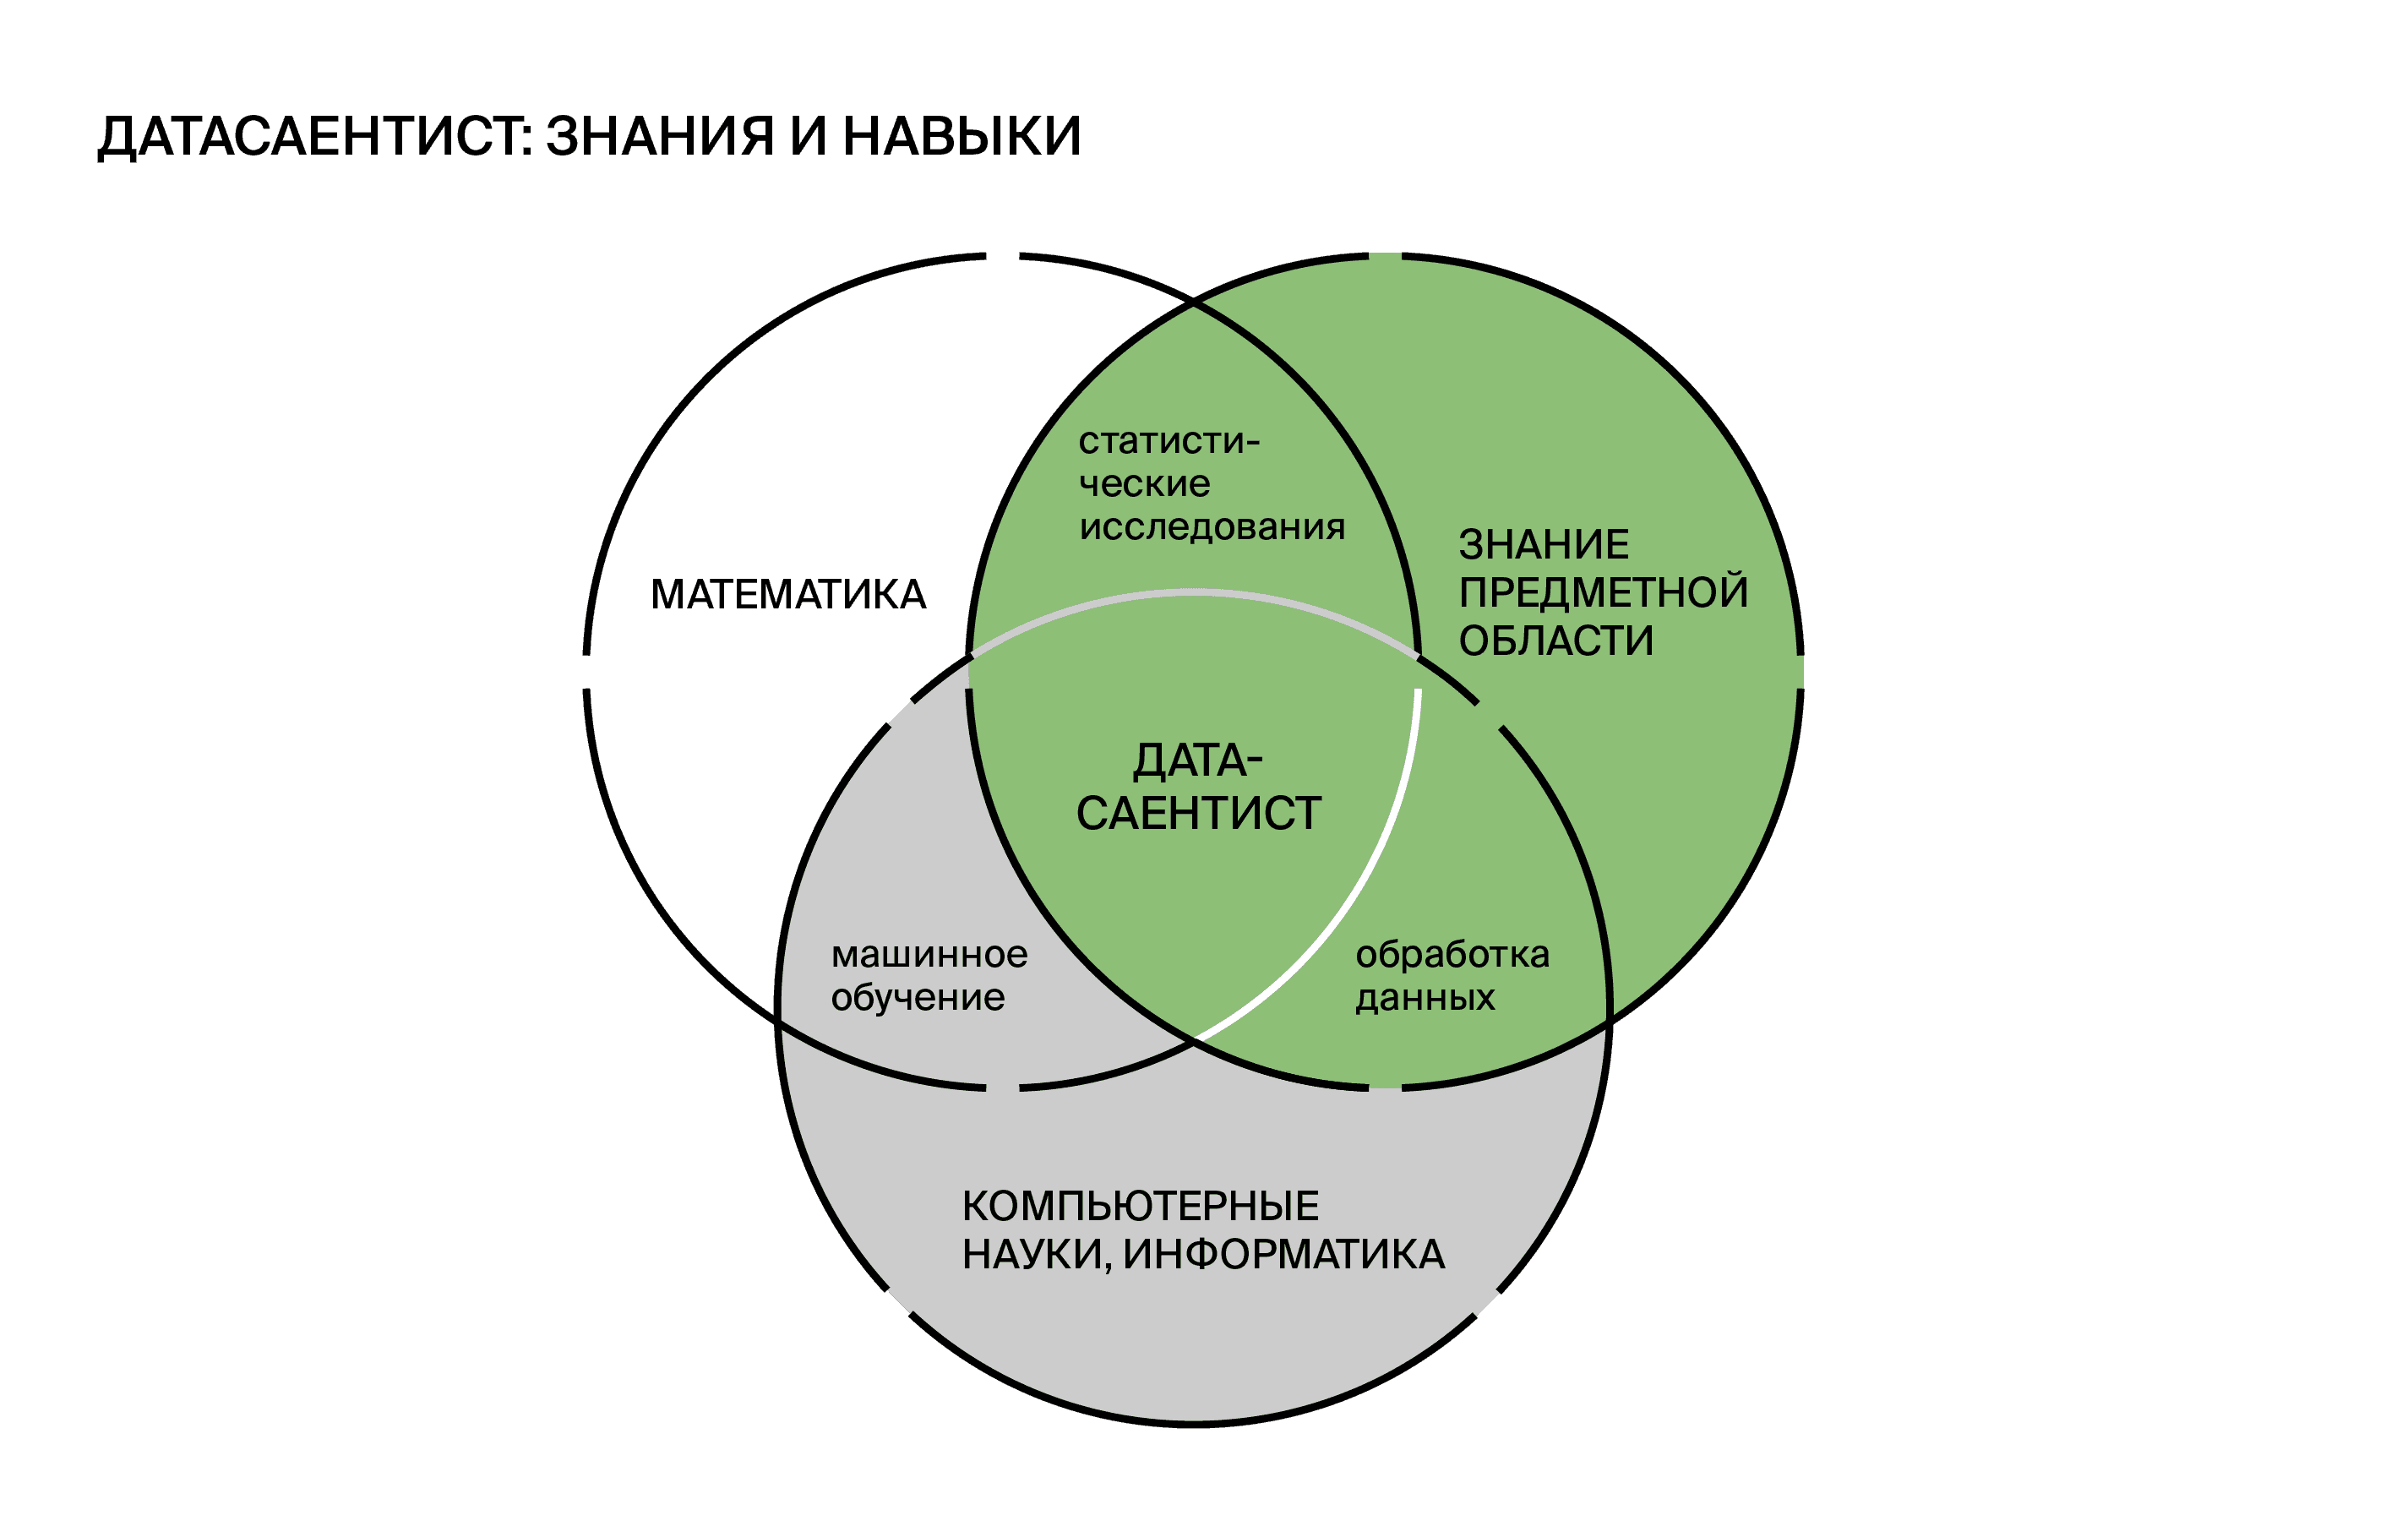 ДАТАСАЕНТИСТ: ЗНАНИЯ И НАВЫКИ
статисти-
ческие
исследования
МАТЕМАТИКА
ЗНАНИЕ
ПРЕДМЕТНОЙ
ОБЛАСТИ
ДАТА-
САЕНТИСТ
машинное
обучение
обработка
данных
КОМПЬЮТЕРНЫЕ
НАУКИ, ИНФОРМАТИКА